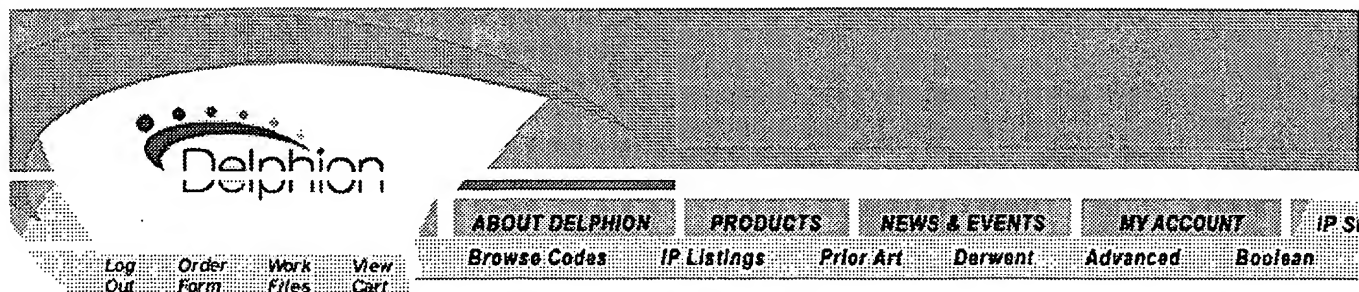 Delphion
ABOUT DELPHION PRODUCTS NEWS & EVENTS MY ACCOUNT IP S
Browse Codes IP Listings Prior Art Derwent Advanced Boolean
Log Out Order Form Work Files View Cart